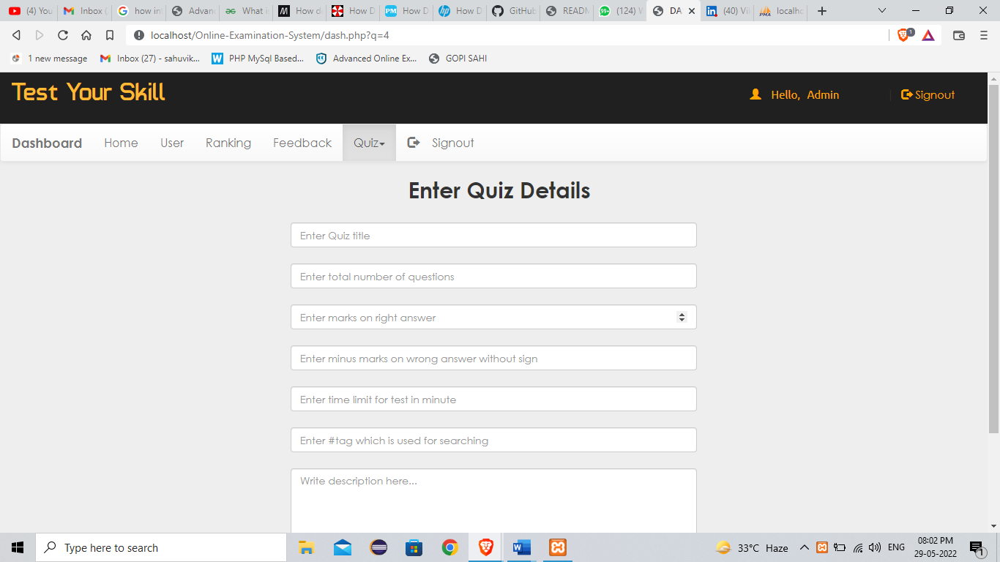 (4) You Inbox ( how in Advan What i How d How D How D How D GitHub READM (124) W DA (40) Vi localho
localhost/Online-Examination-System/dash.php?q=4
1 new message Inbox (27) - sahuvik... PHP MySql Based... Advanced Online Ex... GOPI SAHI
Test Your Skill Hello, Admin Signout
Dashboard Home User Ranking Feedback Quiz Signout
Enter Quiz Details
Enter Quiz title
Enter total number of questions
Enter marks on right answer
Enter minus marks on wrong answer without sign
Enter time limit for test in minute
Enter #tag which is used for searching
Write description here...
Type here to search 33°C Haze ENG 08:02 PM
29-05-2022